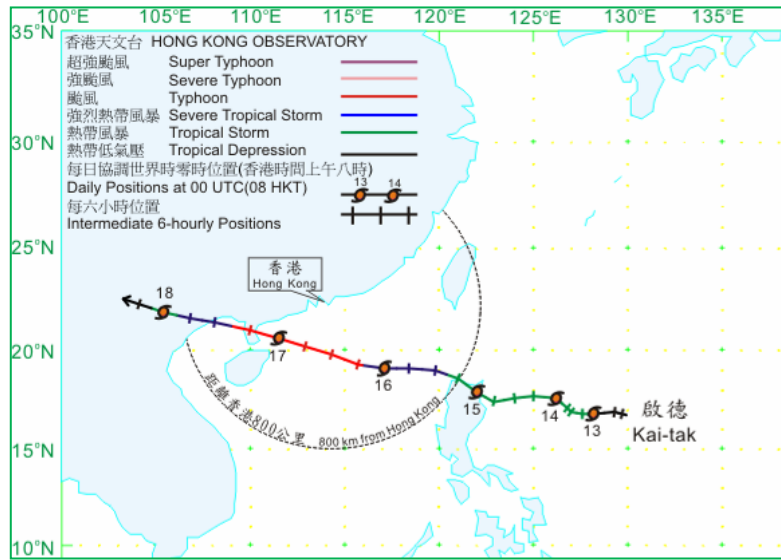 100°E 105°E 110°E 115°E 120°E 125°E 130°E 135°E
35°N
香港天文台 HONG KONG OBSERVATORY
超強颱風 Super Typhoon
強颱風 Severe Typhoon
颱風 Typhoon
強烈熱帶風暴 Severe Tropical Storm
熱帶風暴 Tropical Storm
熱帶低氣壓 Tropical Depression
每日協調世界時零時位置(香港時間上午八時)
Daily Positions at 00 UTC(08 HKT)
13 14
每六小時位置
Intermediate 6-hourly Positions
30°N
25°N
香港
Hong Kong
18
17
16
15
14
13
20°N
距離香港800公里
800 km from Hong Kong
啟德
Kai-tak
15°N
10°N